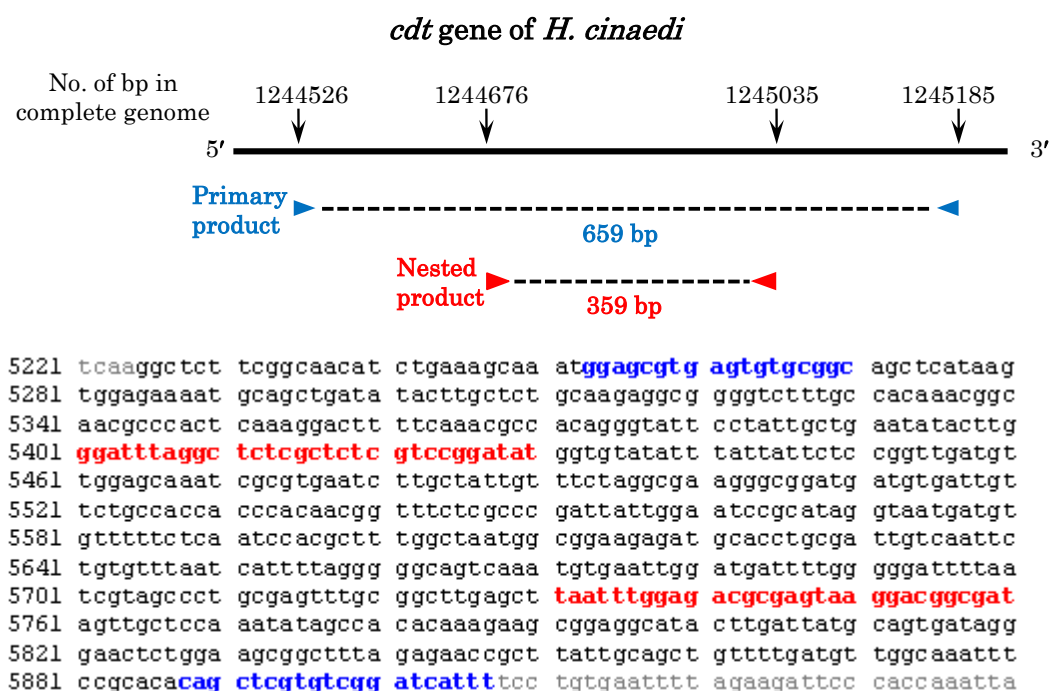 cdt gene of H. cinaedi
No. of bp in
complete genome
1244526 1244676 1245035 1245185
5′ 3′
Primary
product
659 bp
Nested
product
359 bp
5221 tcaaggctct tcggcaacat ctgaaagcaa atggagcgtg agtgtgcggc agctcataag
5281 tggagaaaat gcagctgata tacttgctct gcaagaggcg gggtctttgc cacaaacggc
5341 aacgcccact caaaggactt ttcaaacgcc acagggtatt cctattgctg aatatacttg
5401 ggatttaggc tctcgctctc gtccggatat ggtgtatatt tattattctc cggttgatgt
5461 tggagcaaat cgcgtgaatc ttgctattgt ttctaggcga agggcggatg atgtgattgt
5521 tctgccacca cccacaacgg tttctcgccc gattattgga atccgcatag gtaatgatgt
5581 gtttttctca atccacgctt tggctaatgg cggaagagat gcacctgcga ttgtcaattc
5641 tgtgtttaat cattttaggg ggcagtcaaa tgtgaattgg atgattttgg gggattttaa
5701 tcgtagccct gcgagtttgc ggcttgagct taatttggag acgcgagtaa ggacggcgat
5761 agttgctcca aatatagcca cacaaagaag cggaggcata cttgattatg cagtgatagg
5821 gaactctgga agcggcttta gagaaccgct tattgcagct gttttgatgt tggcaaattt
5881 ccgcacacag ctcgtgtcgg atcattttcc tgtgaatttt agaagattcc caccaaatta